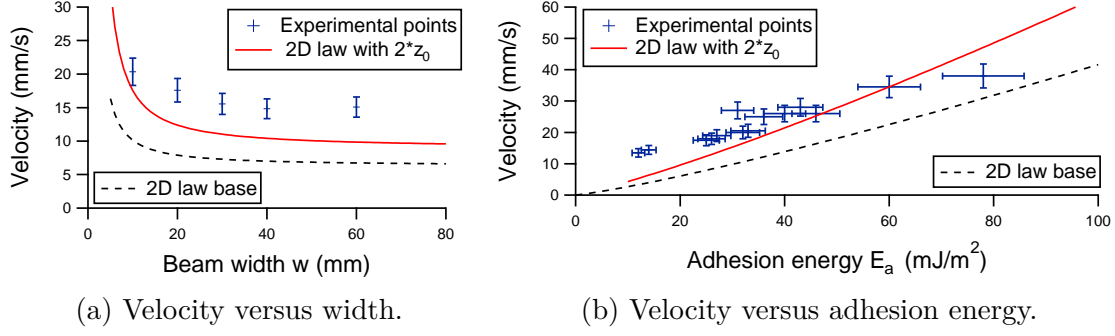 30
25
20
15
10
5
0
Velocity (mm/s)
Experimental points
2D law with 2*z0
2D law base
0
20
40
60
80
Beam width w (mm)
(a) Velocity versus width.
60
50
40
30
20
10
0
Velocity (mm/s)
Experimental points
2D law with 2*z0
2D law base
0
20
40
60
80
100
Adhesion energy Ea (mJ/m²)
(b) Velocity versus adhesion energy.